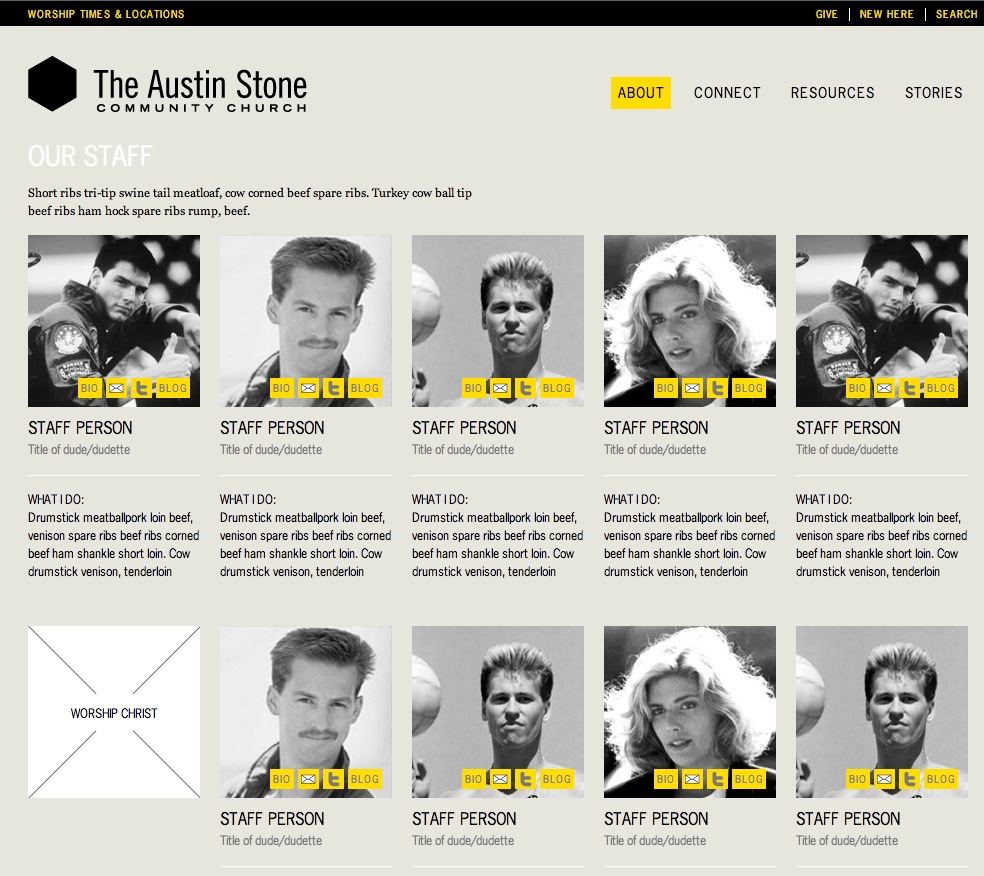 WORSHIP TIMES & LOCATIONS
GIVE NEW HERE SEARCH
The Austin Stone
COMMUNITY CHURCH
ABOUT CONNECT RESOURCES STORIES
OUR STAFF
Short ribs tri-tip swine tail meatloaf, cow corned beef spare ribs. Turkey cow ball tip
beef ribs ham hock spare ribs rump, beef.
BIO BLOG BIO BLOG BIO BLOG BIO BLOG BIO BLOG
STAFF PERSON STAFF PERSON STAFF PERSON STAFF PERSON STAFF PERSON
Title of dude/dudette Title of dude/dudette Title of dude/dudette Title of dude/dudette Title of dude/dudette
WHAT I DO:
Drumstick meatballpork loin beef,
venison spare ribs beef ribs corned
beef ham shankle short loin. Cow
drumstick venison, tenderloin
WHAT I DO:
Drumstick meatballpork loin beef,
venison spare ribs beef ribs corned
beef ham shankle short loin. Cow
drumstick venison, tenderloin
WHAT I DO:
Drumstick meatballpork loin beef,
venison spare ribs beef ribs corned
beef ham shankle short loin. Cow
drumstick venison, tenderloin
WHAT I DO:
Drumstick meatballpork loin beef,
venison spare ribs beef ribs corned
beef ham shankle short loin. Cow
drumstick venison, tenderloin
WHAT I DO:
Drumstick meatballpork loin beef,
venison spare ribs beef ribs corned
beef ham shankle short loin. Cow
drumstick venison, tenderloin
WORSHIP CHRIST
BIO BLOG BIO BLOG BIO BLOG BIO BLOG
STAFF PERSON STAFF PERSON STAFF PERSON STAFF PERSON
Title of dude/dudette Title of dude/dudette Title of dude/dudette Title of dude/dudette